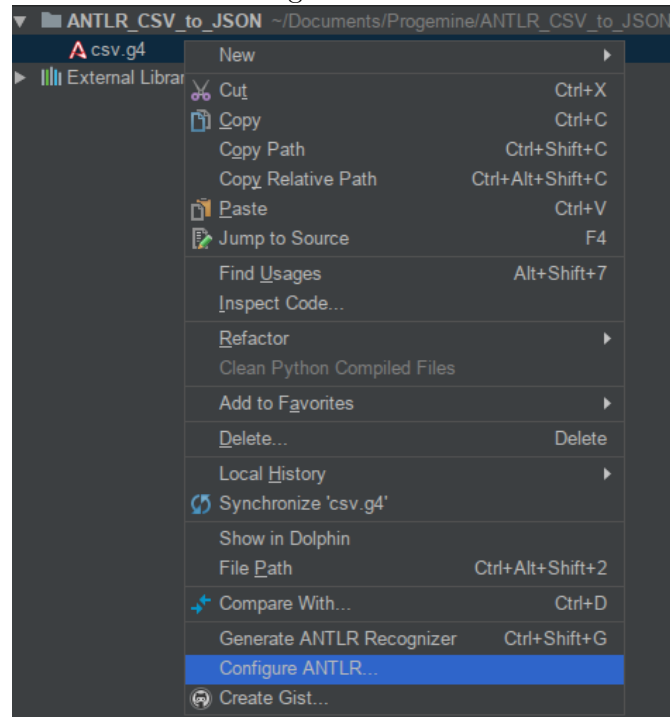 ANTLR_CSV_to_JSON ~/Documents/Progemine/ANTLR_CSV_to_JSON
csv.g4
External Librar
New
Cut Ctrl+X
Copy Ctrl+C
Copy Path Ctrl+Shift+C
Copy Relative Path Ctrl+Alt+Shift+C
Paste Ctrl+V
Jump to Source F4
Find Usages Alt+Shift+7
Inspect Code...
Refactor
Clean Python Compiled Files
Add to Favorites
Delete... Delete
Local History
Synchronize 'csv.g4'
Show in Dolphin
File Path Ctrl+Alt+Shift+2
Compare With... Ctrl+D
Generate ANTLR Recognizer Ctrl+Shift+G
Configure ANTLR...
Create Gist...